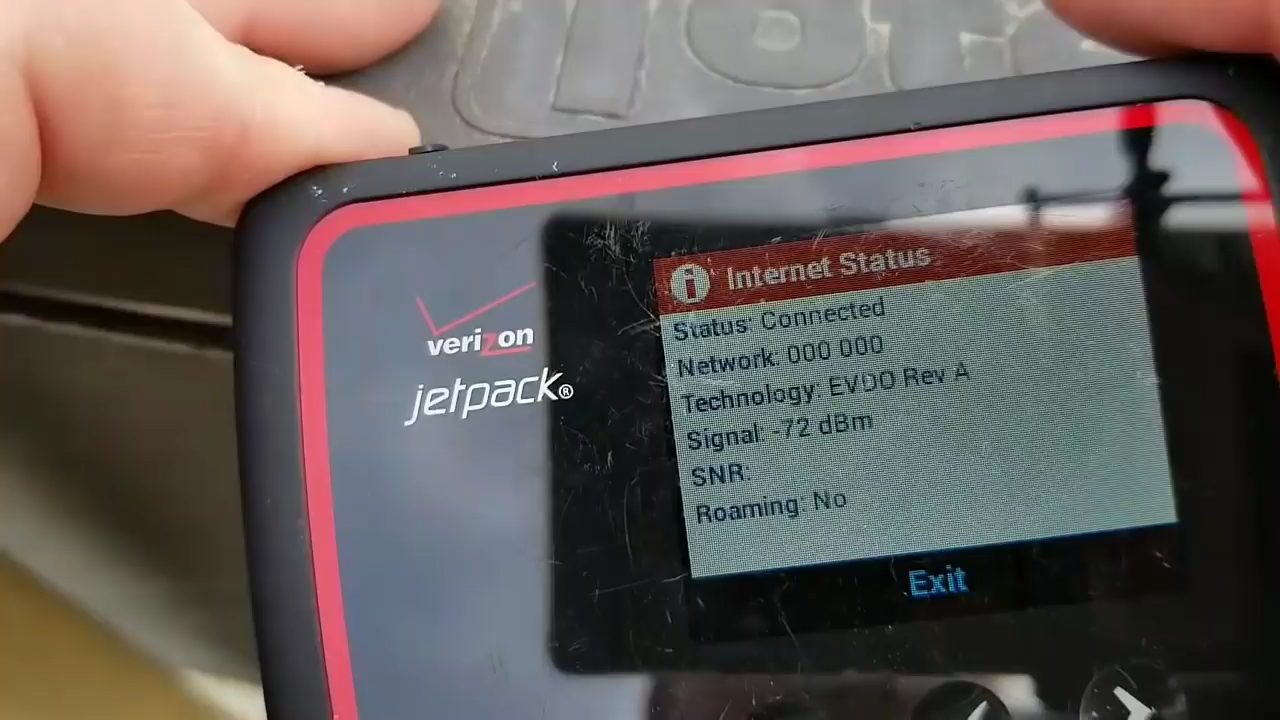 verizon
jetpack®
Internet Status
Status: Connected
Network: 000 000
Technology: EVDO Rev A
Signal: -72 dBm
SNR:
Roaming: No
Exit